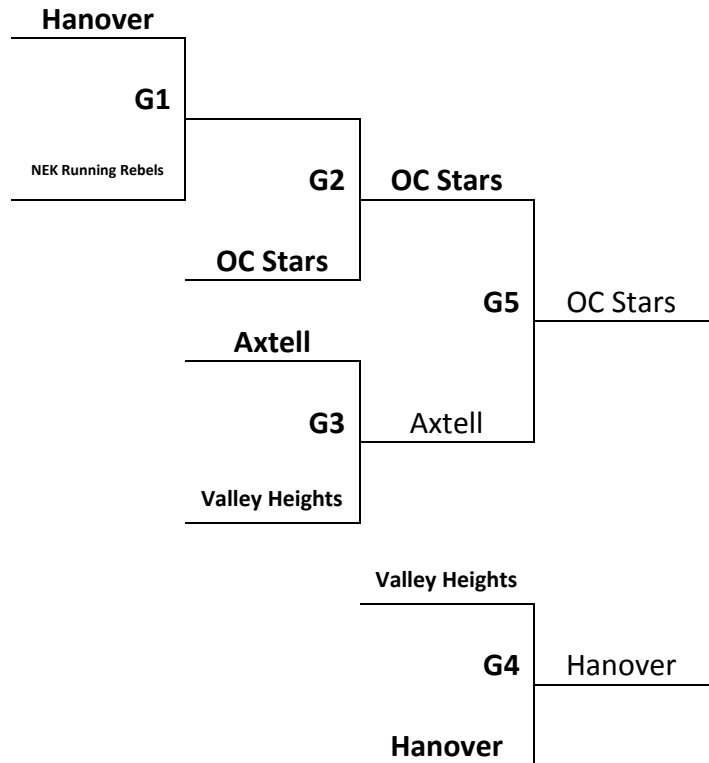 Hanover
G1
NEK Running Rebels
G2
OC Stars
OC Stars
G5
OC Stars
Axtell
G3
Axtell
Valley Heights
Valley Heights
G4
Hanover
Hanover